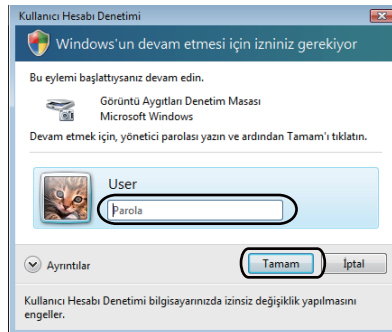 Kullanıcı Hesabı Denetimi
Windows'un devam etmesi için izniniz gerekiyor
Bu eylemi başlattıysanız devam edin.
Görüntü Aygıtları Denetim Masası
Microsoft Windows
Devam etmek için, yönetici parolası yazın ve ardından Tamam'ı tıklatın.
User
Parola
Ayrıntılar
Tamam
İptal
Kullanıcı Hesabı Denetimi bilgisayarınızda izinsiz değişiklik yapılmasını
engeller.